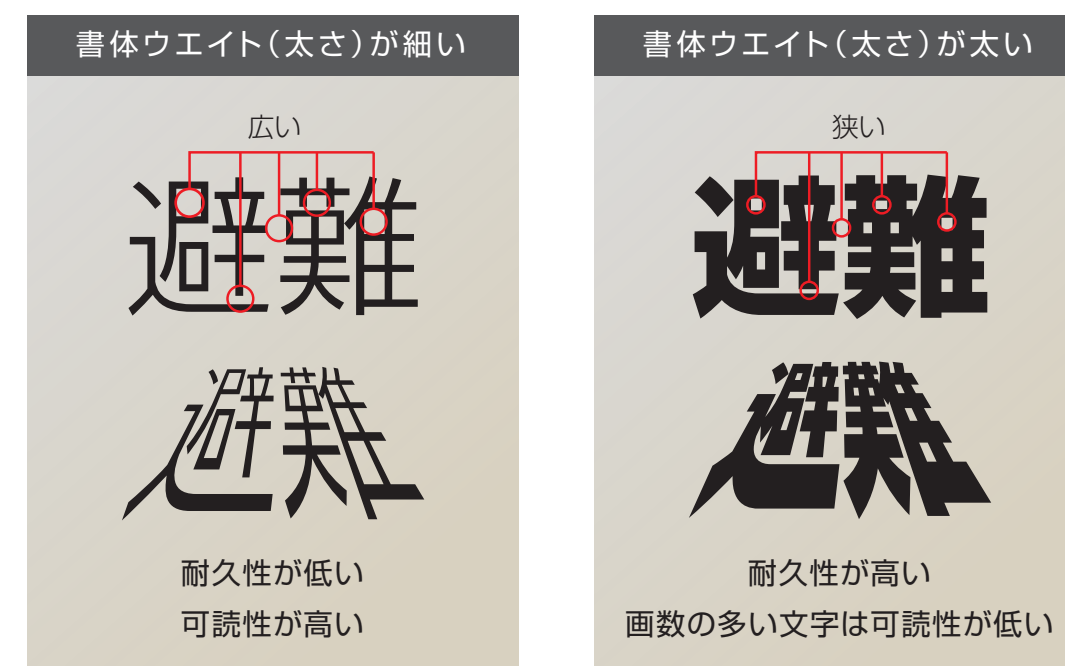 書体ウエイト（太さ）が細い
広い
避難
避難
耐久性が低い
可読性が高い
書体ウエイト（太さ）が太い
狭い
避難
避難
耐久性が高い
画数の多い文字は可読性が低い